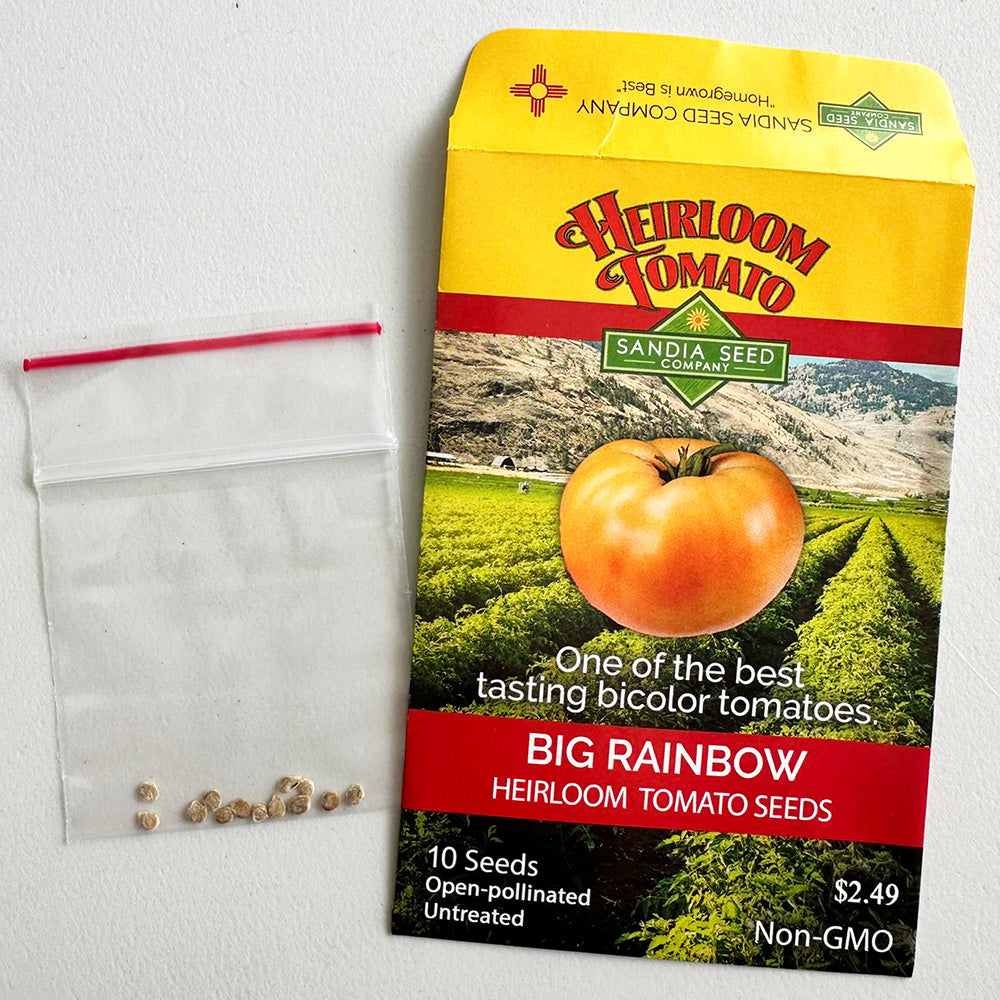 SANDIA SEED COMPANY
"Homegrown is Best"
SANDIA SEED
COMPANY
HEIRLOOM
TOMATO
SANDIA SEED
COMPANY
One of the best
tasting bicolor tomatoes.
BIG RAINBOW
HEIRLOOM TOMATO SEEDS
10 Seeds
Open-pollinated
Untreated
$2.49
Non-GMO